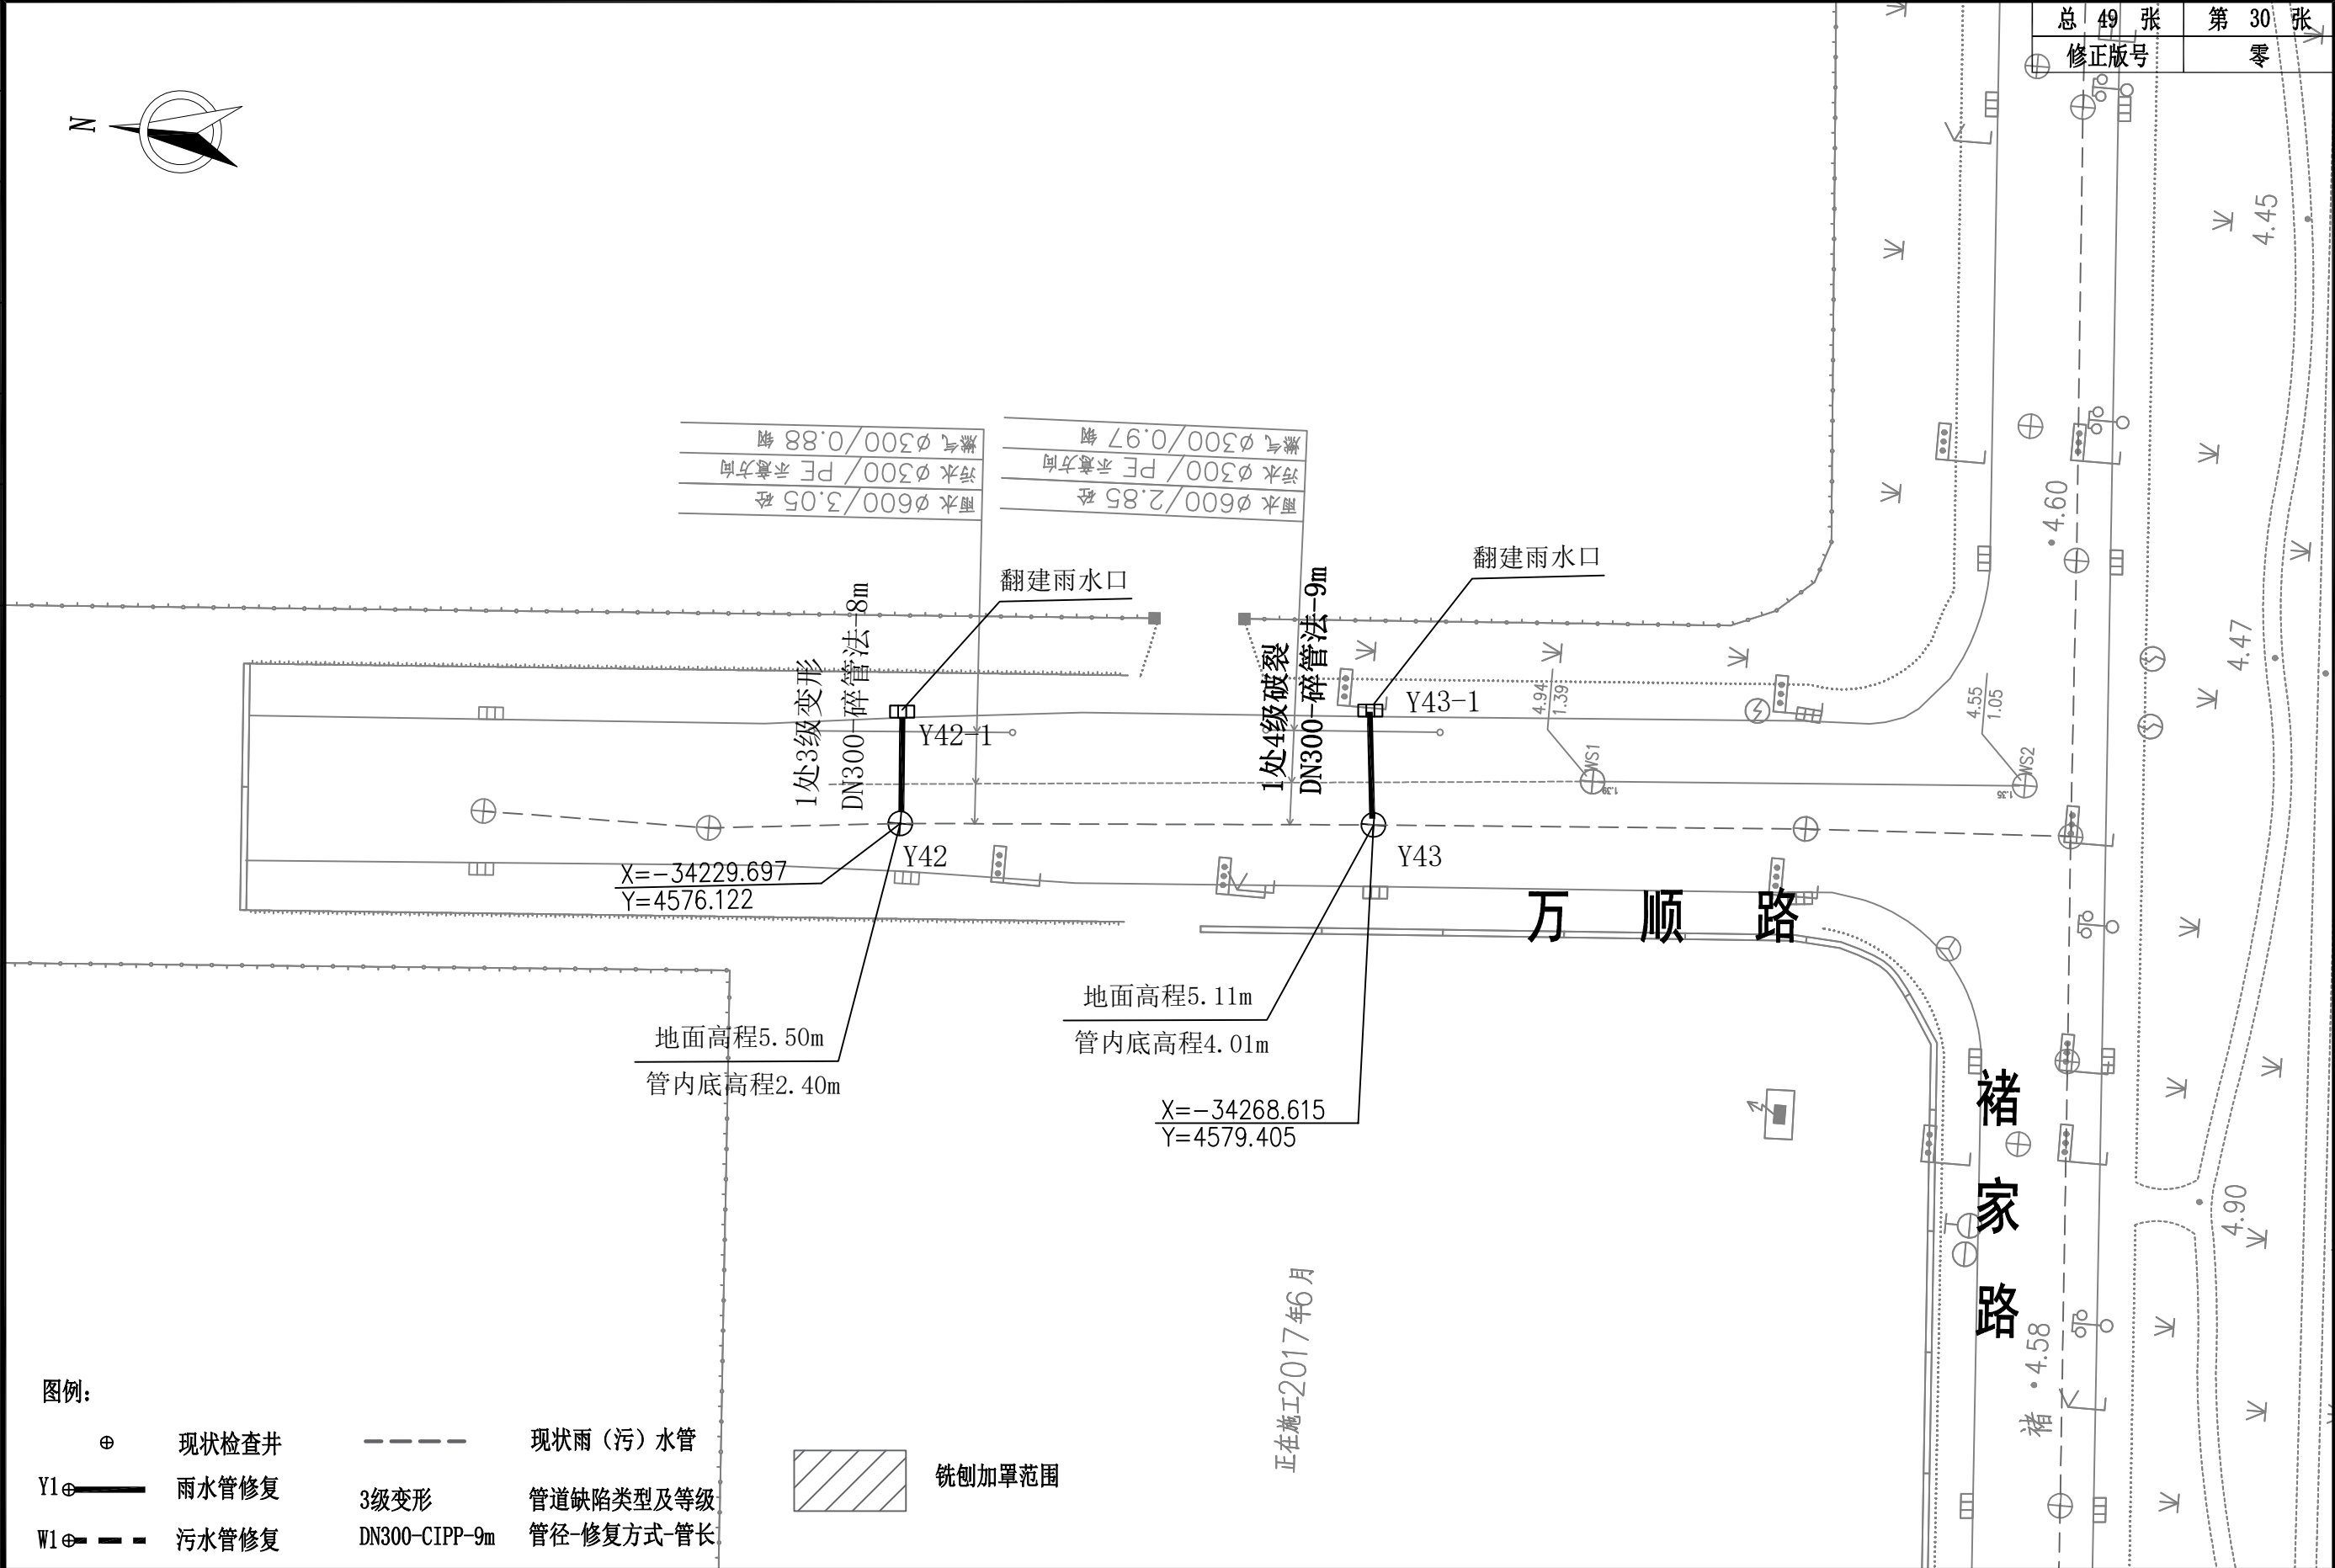 总 49 张 第 30 张
修正版号 零
N
4.45
燃气 φ300/0.88 钢
污水 φ300/ PE 示意方向
雨水 φ600/3.05 砼
燃气 φ300/0.97 钢
污水 φ300/ PE 示意方向
雨水 φ600/2.85 砼
4.60
翻建雨水口
翻建雨水口
1处3级变形
DN300-碎管法-8m
1处4级破裂
DN300-碎管法-9m
4.47
Y42-1
Y43-1
4.94
1.39
4.55
1.05
WS1
1.39
WS2
1.35
Y42
Y43
X=-34229.697
Y=4576.122
万顺路
地面高程5.11m
管内底高程4.01m
地面高程5.50m
管内底高程2.40m
X=-34268.615
Y=4579.405
褚家路
4.90
正在施工2017年6月
4.58
褚
图例：
现状检查井
现状雨（污）水管
铣刨加罩范围
Y1
雨水管修复
3级变形
管道缺陷类型及等级
W1
污水管修复
DN300-CIPP-9m
管径-修复方式-管长